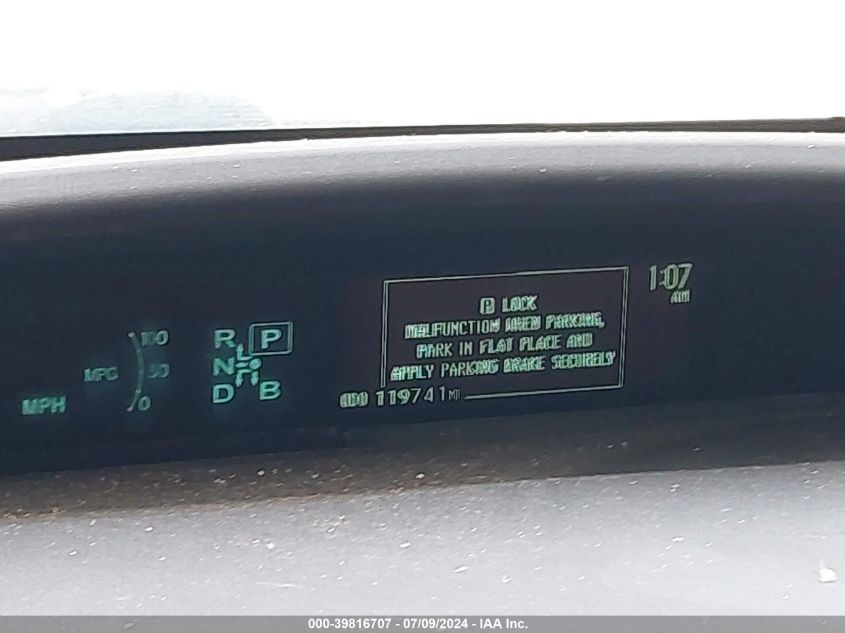 1:07
AM
P LOCK
MALFUNCTION WHEN PARKING,
PARK IN FLAT PLACE AND
APPLY PARKING BRAKE SECURELY
R P
N
D B
100
MPG 50
0
MPH
ODO 119741 MI
000-39816707 - 07/09/2024 - IAA Inc.